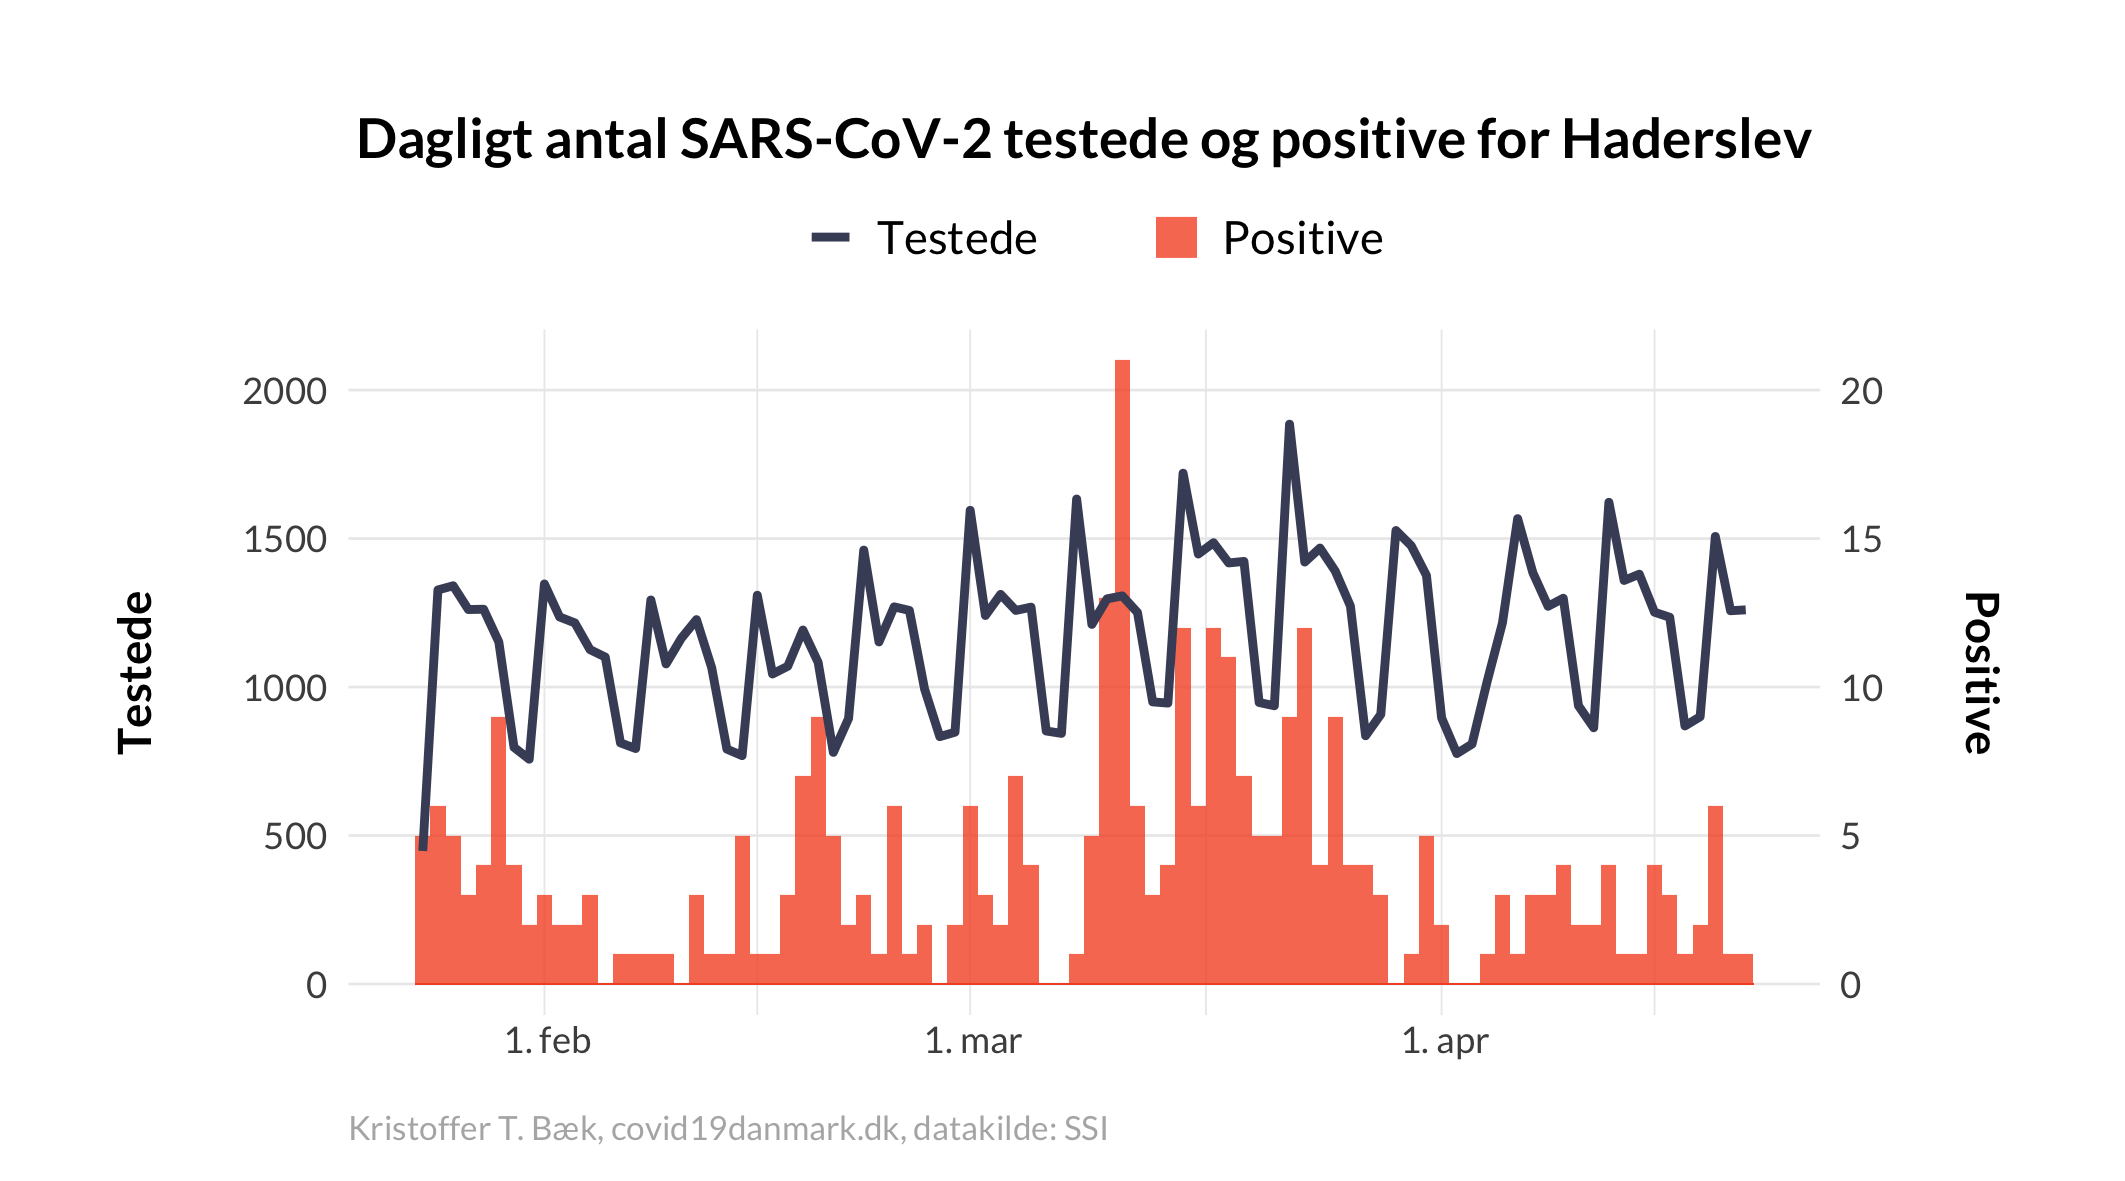 Dagligt antal SARS-CoV-2 testede og positive for Haderslev
Testede Positive
2000 20
1500 15
1000 10
500 5
0 0
Testede
Positive
1. feb 1. mar 1. apr
Kristoffer T. Bæk, covid19danmark.dk, datakilde: SSI